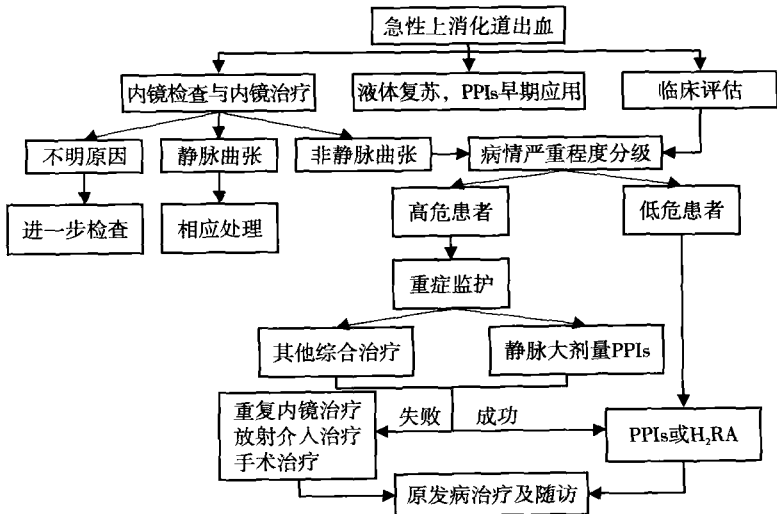 急性上消化道出血
内镜检查与内镜治疗
液体复苏，PPIs早期应用
临床评估
不明原因
静脉曲张
非静脉曲张
病情严重程度分级
进一步检查
相应处理
高危患者
低危患者
重症监护
其他综合治疗
静脉大剂量PPIs
重复内镜治疗
放射介入治疗
手术治疗
失败
成功
PPIs或H₂RA
原发病治疗及随访